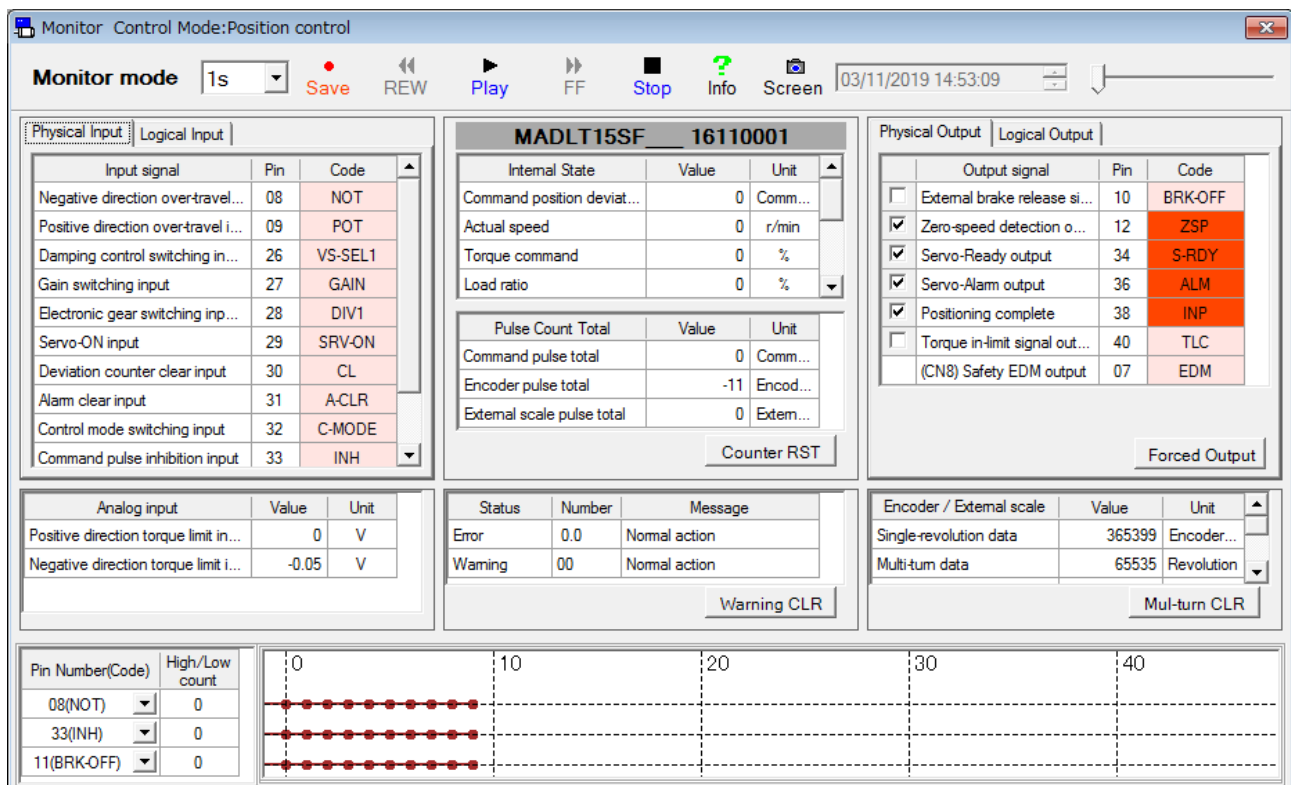 Monitor Control Mode:Position control
Monitor mode 1s Save REW Play FF Stop Info Screen 03/11/2019 14:53:09
Physical Input Logical Input
Input signal Pin Code
Negative direction over-travel... 08 NOT
Positive direction over-travel i... 09 POT
Damping control switching in... 26 VS-SEL1
Gain switching input 27 GAIN
Electronic gear switching inp... 28 DIV1
Servo-ON input 29 SRV-ON
Deviation counter clear input 30 CL
Alarm clear input 31 A-CLR
Control mode switching input 32 C-MODE
Command pulse inhibition input 33 INH
MADLT15SF___ 16110001
Internal State Value Unit
Command position deviat... 0 Comm...
Actual speed 0 r/min
Torque command 0 %
Load ratio 0 %
Pulse Count Total Value Unit
Command pulse total 0 Comm...
Encoder pulse total -11 Encod...
External scale pulse total 0 Extern...
Counter RST
Physical Output Logical Output
Output signal Pin Code
External brake release si... 10 BRK-OFF
Zero-speed detection o... 12 ZSP
Servo-Ready output 34 S-RDY
Servo-Alarm output 36 ALM
Positioning complete 38 INP
Torque in-limit signal out... 40 TLC
(CN8) Safety EDM output 07 EDM
Forced Output
Analog input Value Unit
Positive direction torque limit in... 0 V
Negative direction torque limit i... -0.05 V
Status Number Message
Error 0.0 Normal action
Warning 00 Normal action
Warning CLR
Encoder / External scale Value Unit
Single-revolution data 365399 Encoder...
Multi-turn data 65535 Revolution
Mul-turn CLR
Pin Number(Code) High/Low count
08(NOT) 0
33(INH) 0
11(BRK-OFF) 0
0 10 20 30 40